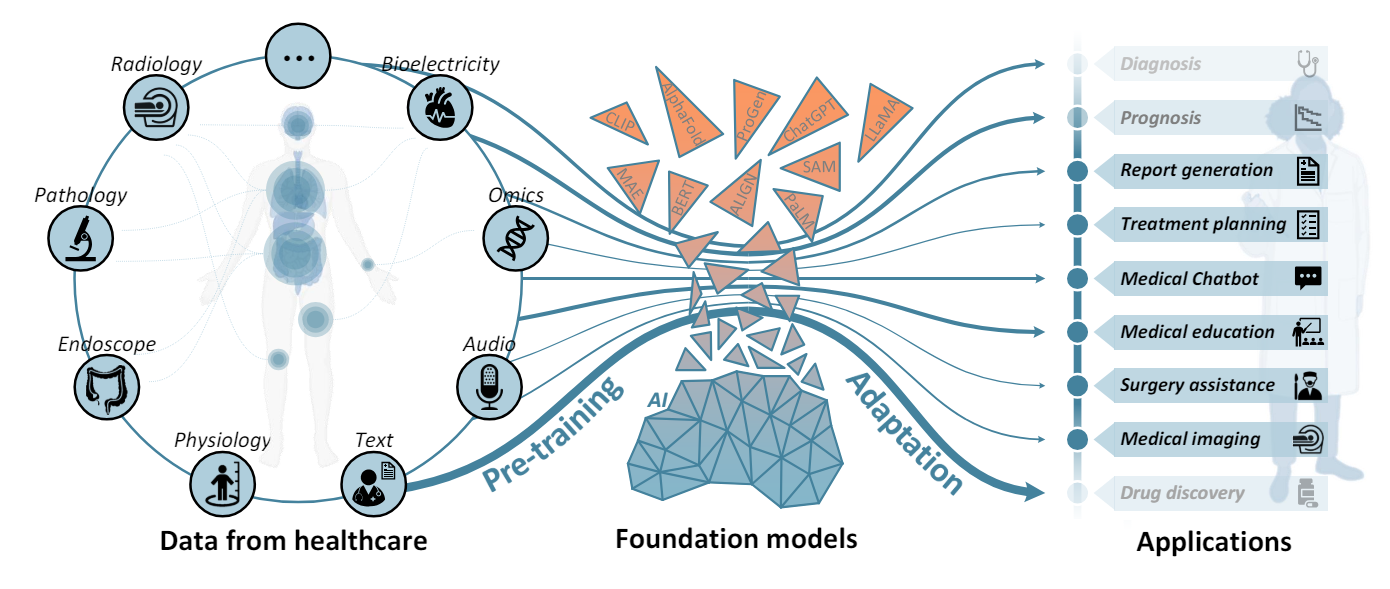 ...
Radiology
Bioelectricity
Pathology
Omics
Endoscope
Audio
Physiology
Text
Data from healthcare
CLIP
AlphaFold
ProGen
ChatGPT
LLaMA
MAE
BERT
ALIGN
SAM
PaLM
AI
Pre-training
Adaptation
Foundation models
Diagnosis
Prognosis
Report generation
Treatment planning
Medical Chatbot
Medical education
Surgery assistance
Medical imaging
Drug discovery
Applications